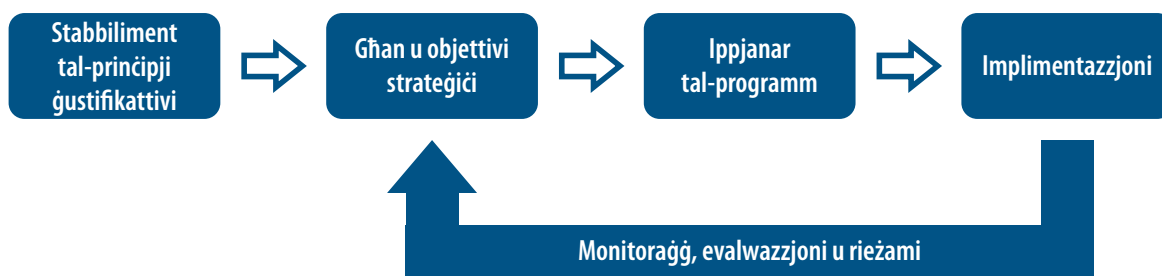 Stabbiliment
tal-prinċipji
ġustifikattivi
Għan u objettivi
strateġiċi
Ippjanar
tal-programm
Implimentazzjoni
Monitoraġġ, evalwazzjoni u rieżami